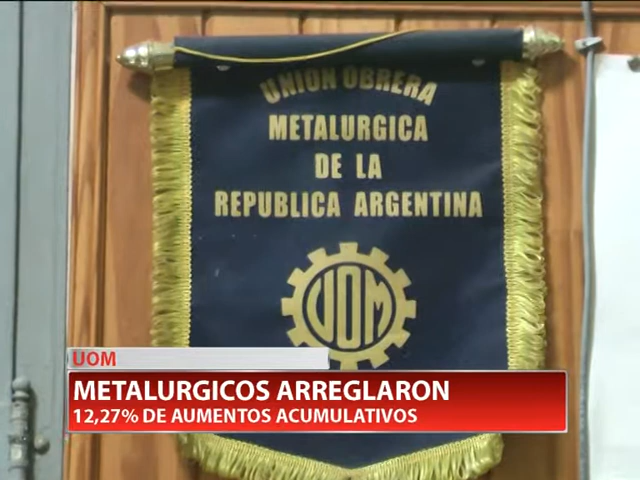 UNION OBRERA
METALURGICA
DE LA
REPUBLICA ARGENTINA
UOM
UOM
METALURGICOS ARREGLARON
12,27% DE AUMENTOS ACUMULATIVOS